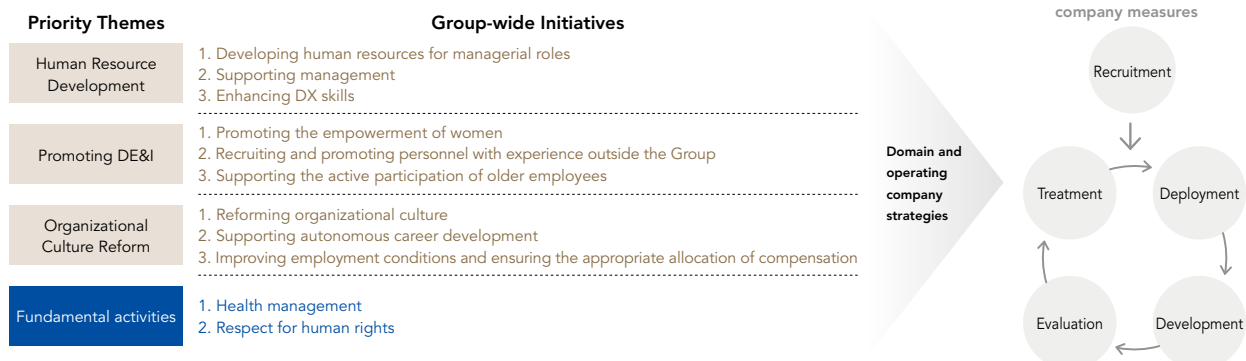 Priority Themes
Group-wide Initiatives
Human Resource
Development
1. Developing human resources for managerial roles
2. Supporting management
3. Enhancing DX skills
Promoting DE&I
1. Promoting the empowerment of women
2. Recruiting and promoting personnel with experience outside the Group
3. Supporting the active participation of older employees
Organizational
Culture Reform
1. Reforming organizational culture
2. Supporting autonomous career development
3. Improving employment conditions and ensuring the appropriate allocation of compensation
Fundamental activities
1. Health management
2. Respect for human rights
Domain and
operating
company
strategies
company measures
Recruitment
Treatment
Deployment
Evaluation
Development